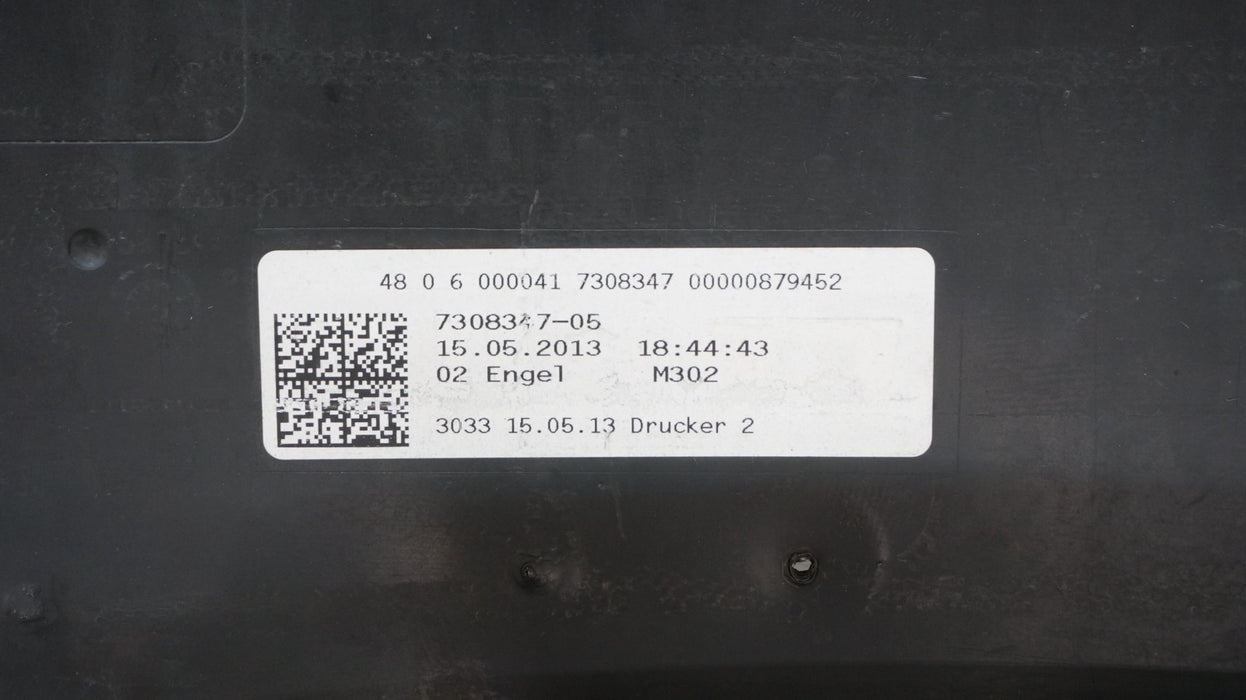 48 0 6 000041 7308347 00000879452
7308347-05
15.05.2013 18:44:43
02 Engel M302
3033 15.05.13 Drucker 2